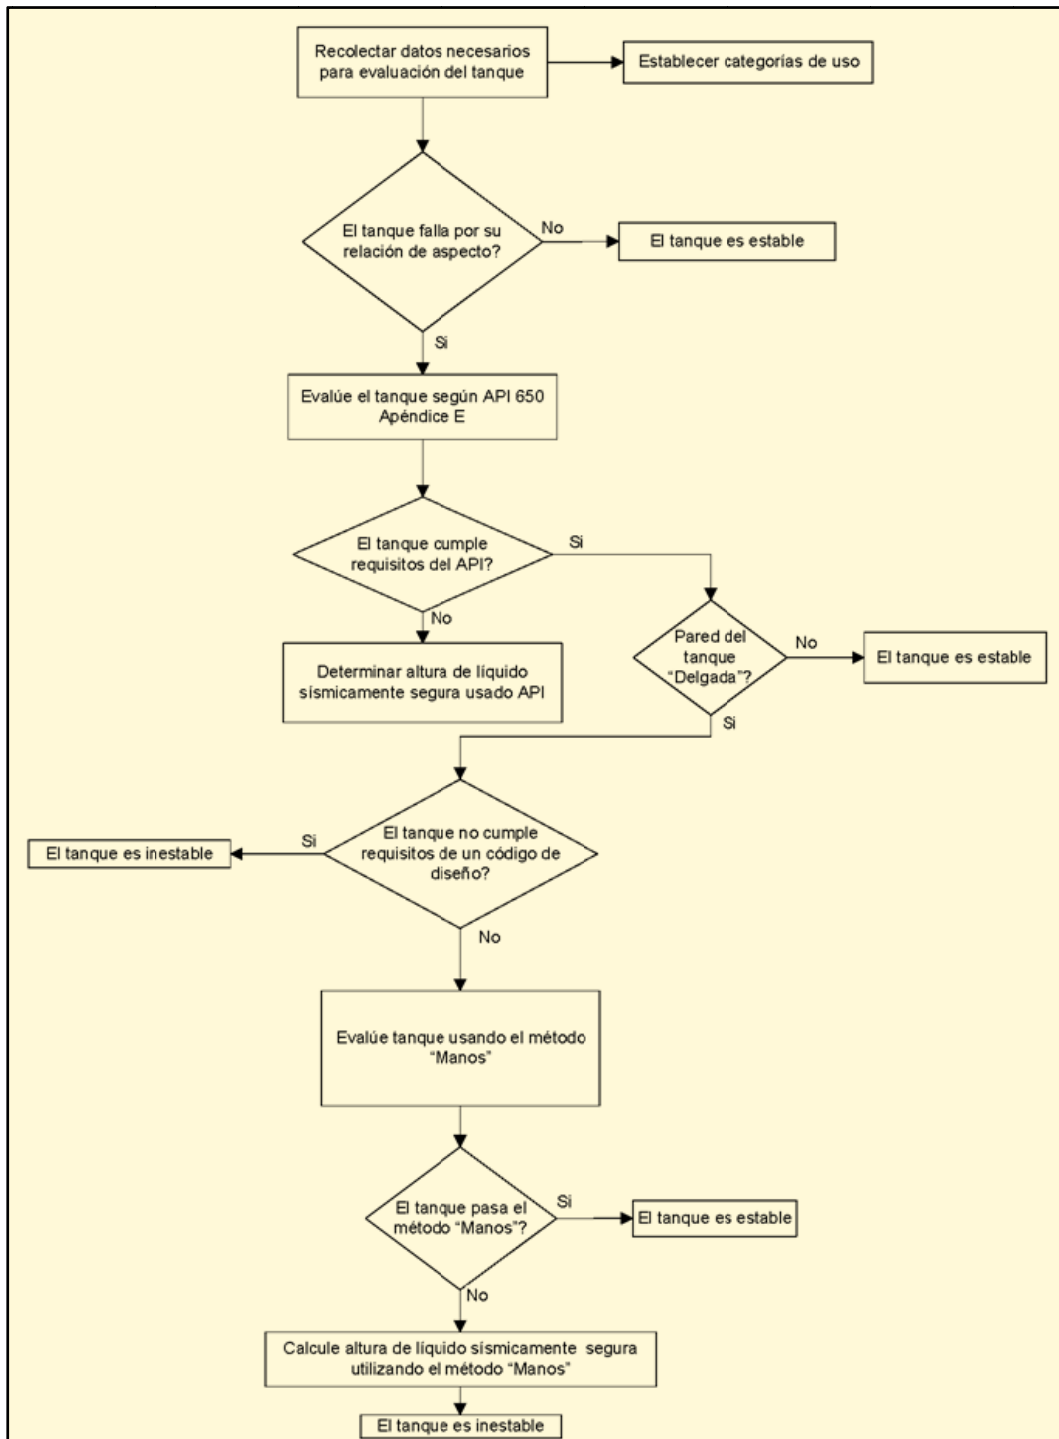 Recolectar datos necesarios
para evaluación del tanque
Establecer categorías de uso
El tanque falla por su
relación de aspecto?
No
El tanque es estable
Si
Evalúe el tanque según API 650
Apéndice E
El tanque cumple
requisitos del API?
Si
No
Determinar altura de líquido
sísmicamente segura usado API
Pared del
tanque
“Delgada”?
No
El tanque es estable
Si
El tanque no cumple
requisitos de un código de
diseño?
Si
El tanque es inestable
No
Evalúe tanque usando el método
“Manos”
El tanque pasa el
método “Manos”?
Si
El tanque es estable
No
Calcule altura de líquido sísmicamente segura
utilizando el método “Manos”
El tanque es inestable